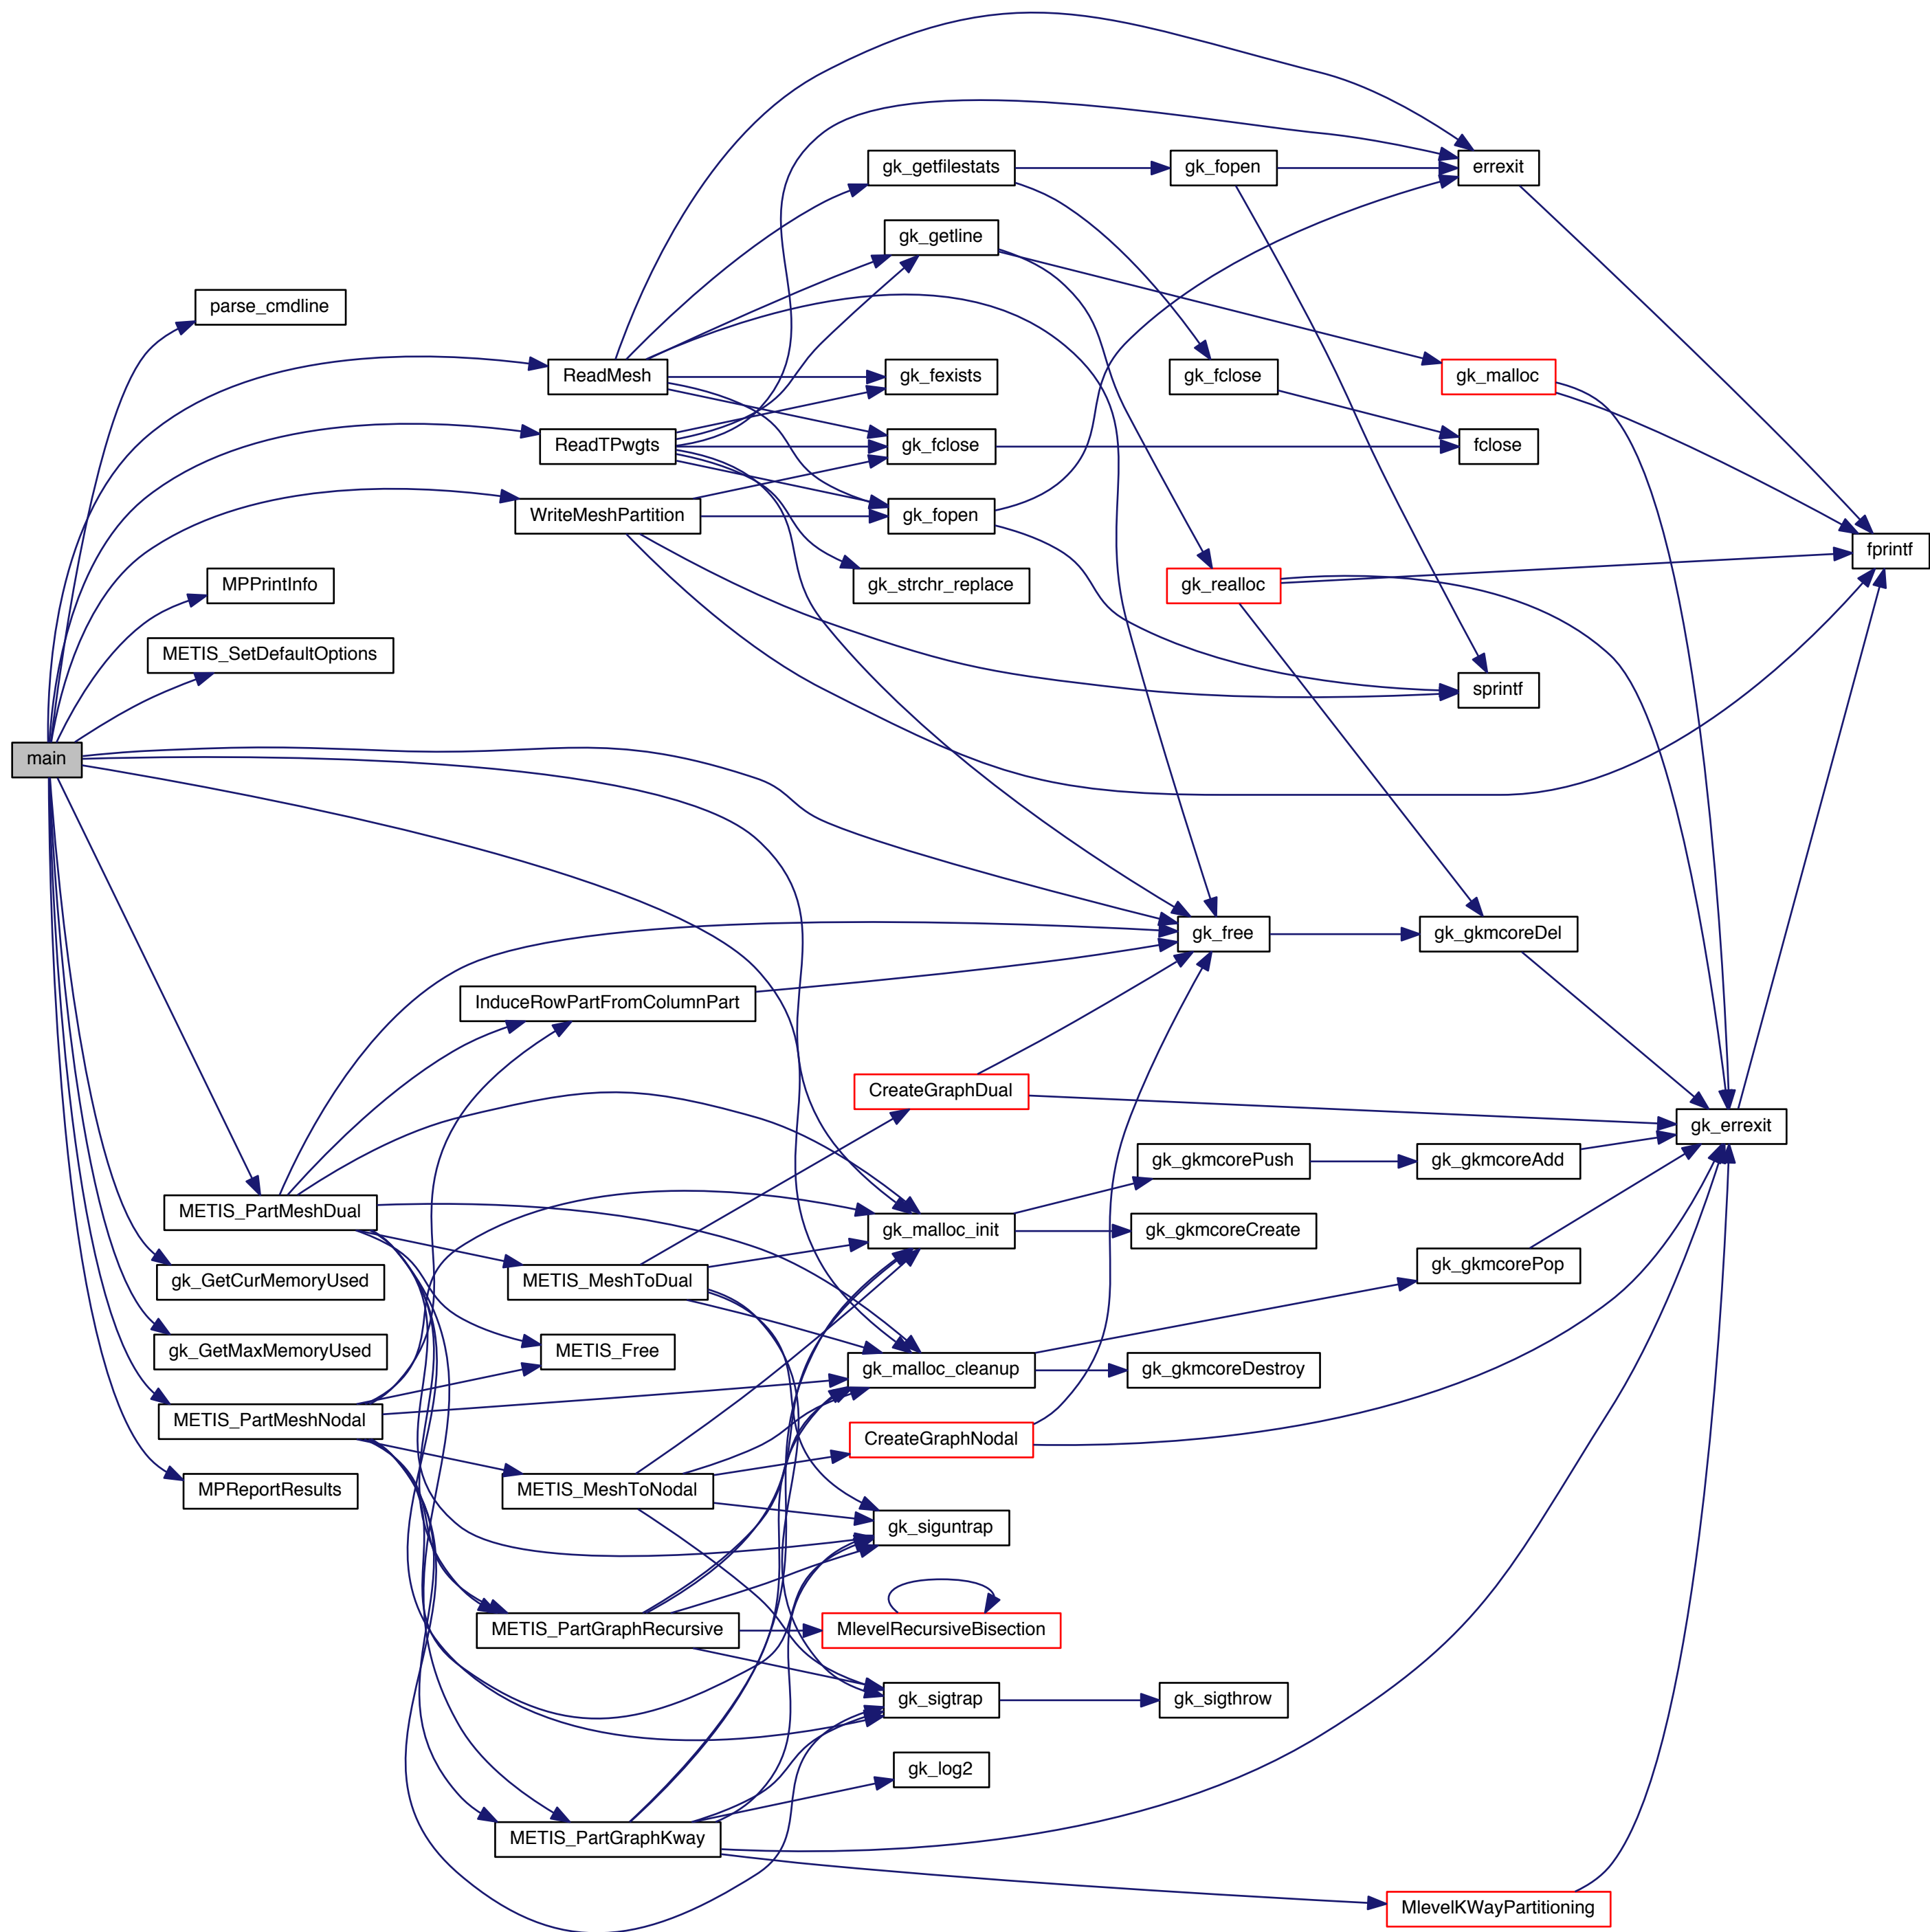 main
parse_cmdline
ReadMesh
ReadTPwgts
WriteMeshPartition
MPPrintInfo
METIS_SetDefaultOptions
METIS_PartMeshDual
gk_GetCurMemoryUsed
gk_GetMaxMemoryUsed
METIS_PartMeshNodal
MPReportResults
InduceRowPartFromColumnPart
METIS_MeshToDual
METIS_Free
METIS_MeshToNodal
METIS_PartGraphRecursive
METIS_PartGraphKway
gk_getfilestats
gk_getline
gk_fexists
gk_fclose
gk_fopen
gk_strchr_replace
CreateGraphDual
gk_malloc_init
gk_malloc_cleanup
CreateGraphNodal
gk_siguntrap
MlevelRecursiveBisection
gk_sigtrap
gk_log2
gk_fopen
gk_fclose
gk_realloc
gk_free
gk_gkmcorePush
gk_gkmcoreCreate
gk_gkmcoreDestroy
gk_sigthrow
errexit
gk_malloc
fclose
sprintf
gk_gkmcoreDel
gk_gkmcoreAdd
gk_gkmcorePop
MlevelKWayPartitioning
gk_errexit
fprintf